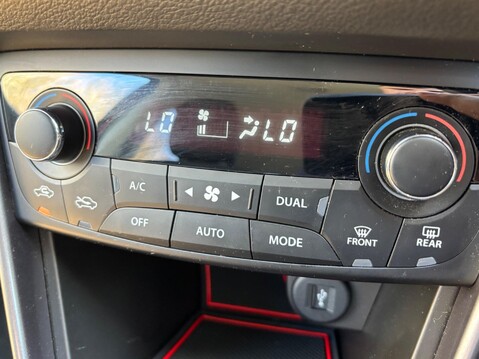 LO LO
A/C DUAL
OFF AUTO MODE FRONT REAR